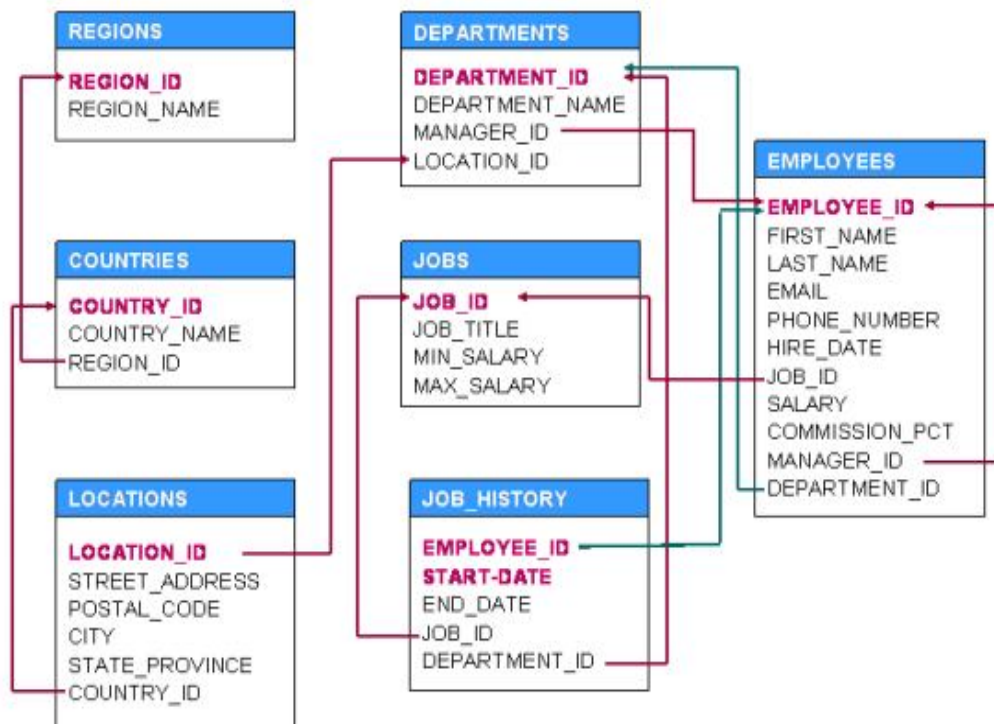 REGIONS
REGION_ID
REGION_NAME
DEPARTMENTS
DEPARTMENT_ID
DEPARTMENT_NAME
MANAGER_ID
LOCATION_ID
EMPLOYEES
EMPLOYEE_ID
FIRST_NAME
LAST_NAME
EMAIL
PHONE_NUMBER
HIRE_DATE
JOB_ID
SALARY
COMMISSION_PCT
MANAGER_ID
DEPARTMENT_ID
COUNTRIES
COUNTRY_ID
COUNTRY_NAME
REGION_ID
JOBS
JOB_ID
JOB_TITLE
MIN_SALARY
MAX_SALARY
LOCATIONS
LOCATION_ID
STREET_ADDRESS
POSTAL_CODE
CITY
STATE_PROVINCE
COUNTRY_ID
JOB_HISTORY
EMPLOYEE_ID
START-DATE
END_DATE
JOB_ID
DEPARTMENT_ID